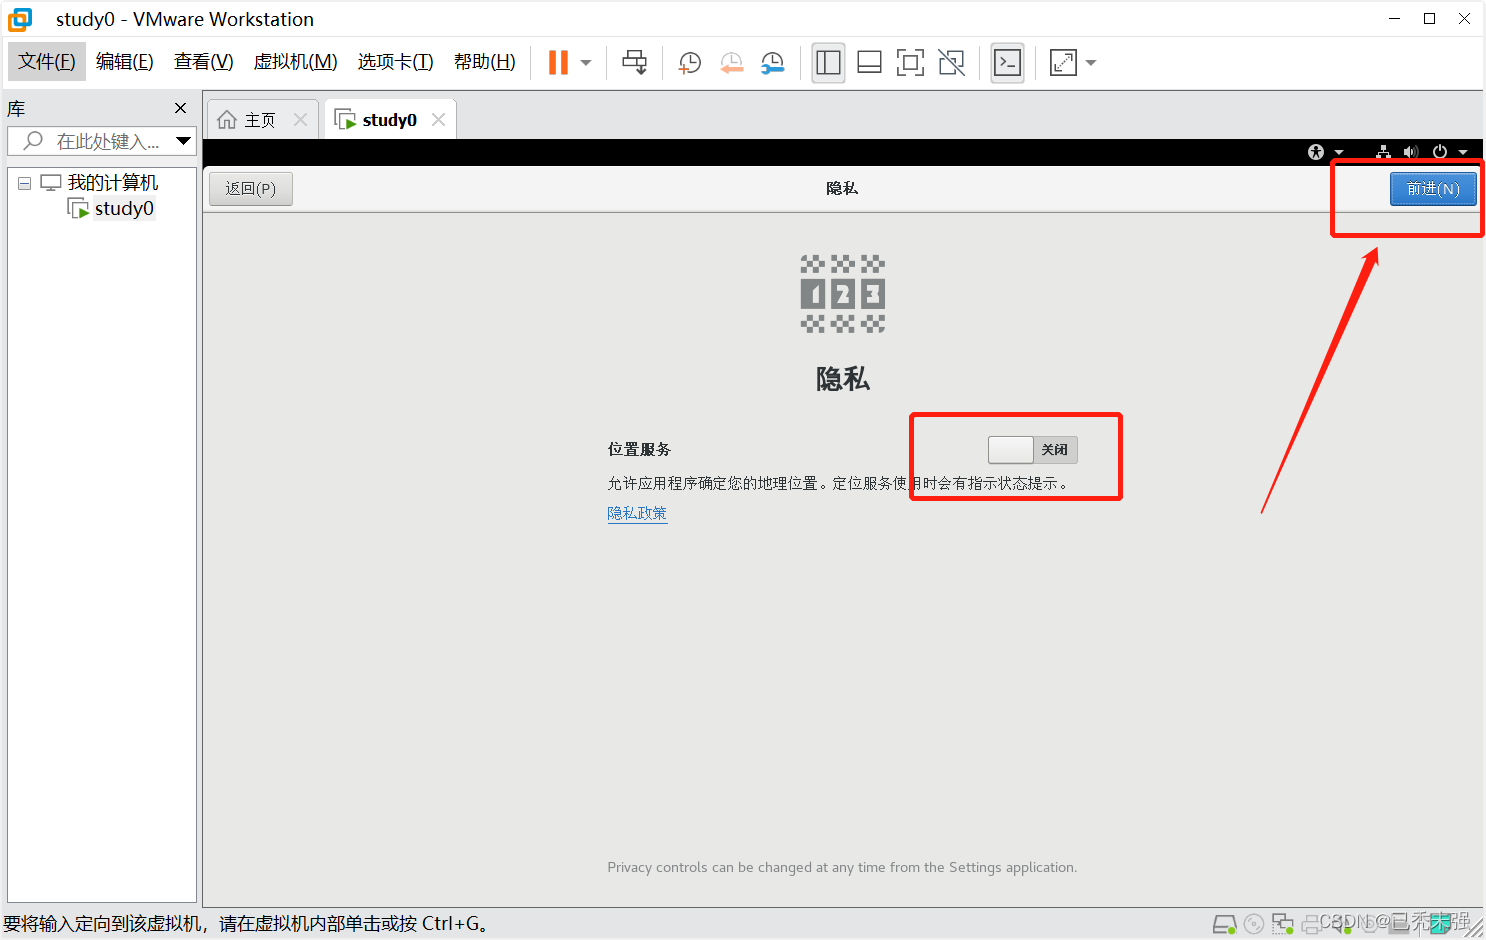 study0 - VMware Workstation
文件(F) 编辑(E) 查看(V) 虚拟机(M) 选项卡(T) 帮助(H)
库
主页
study0
在此处键入...
我的计算机
study0
返回(P)
隐私
前进(N)
123
隐私
位置服务
关闭
允许应用程序确定您的地理位置。定位服务使用时会有指示状态提示。
隐私政策
Privacy controls can be changed at any time from the Settings application.
要将输入定向到该虚拟机，请在虚拟机内部单击或按 Ctrl+G。
CSDN @已秃未强